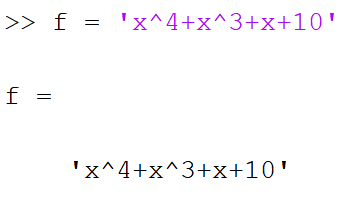 >> f = 'x^4+x^3+x+10'
f =
'x^4+x^3+x+10'